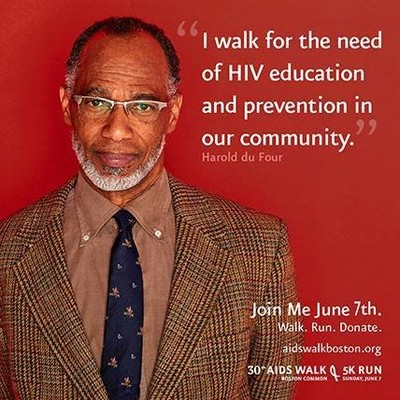 “I walk for the need
of HIV education
and prevention in
our community.”
Harold du Four
Join Me June 7th.
Walk. Run. Donate.
aidswalkboston.org
30th AIDS WALK & 5K RUN
BOSTON COMMON SUNDAY, JUNE 7